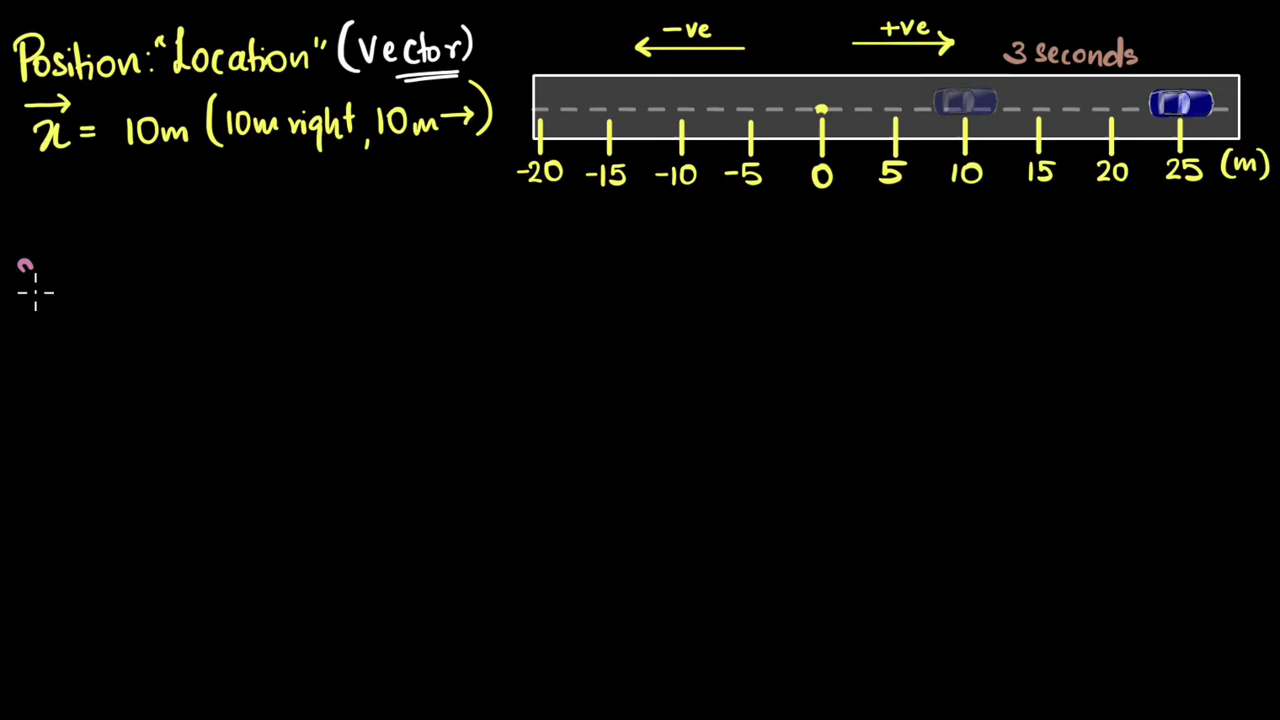 Position: "Location" (Vector)
x⃗ = 10m (10m right, 10m →)
-ve +ve
3 seconds
-20 -15 -10 -5 0 5 10 15 20 25 (m)